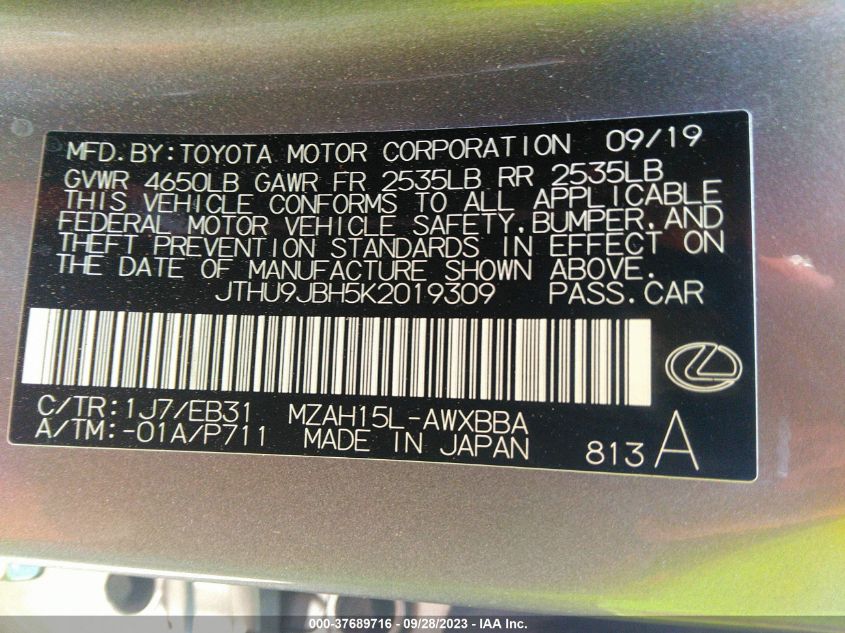 MFD.BY:TOYOTA MOTOR CORPORATION 09/19
GVWR 4650LB GAWR FR 2535LB RR 2535LB
THIS VEHICLE CONFORMS TO ALL APPLICABLE
FEDERAL MOTOR VEHICLE SAFETY,BUMPER,AND
THEFT PREVENTION STANDARDS IN EFFECT ON
THE DATE OF MANUFACTURE SHOWN ABOVE.
JTHU9JBH5K2019309 PASS.CAR
C/TR:1J7/EB31 MZAH15L-AWXBBA
A/TM:-01A/P711 MADE IN JAPAN 813 A
000-37689716 - 09/28/2023 - IAA Inc.